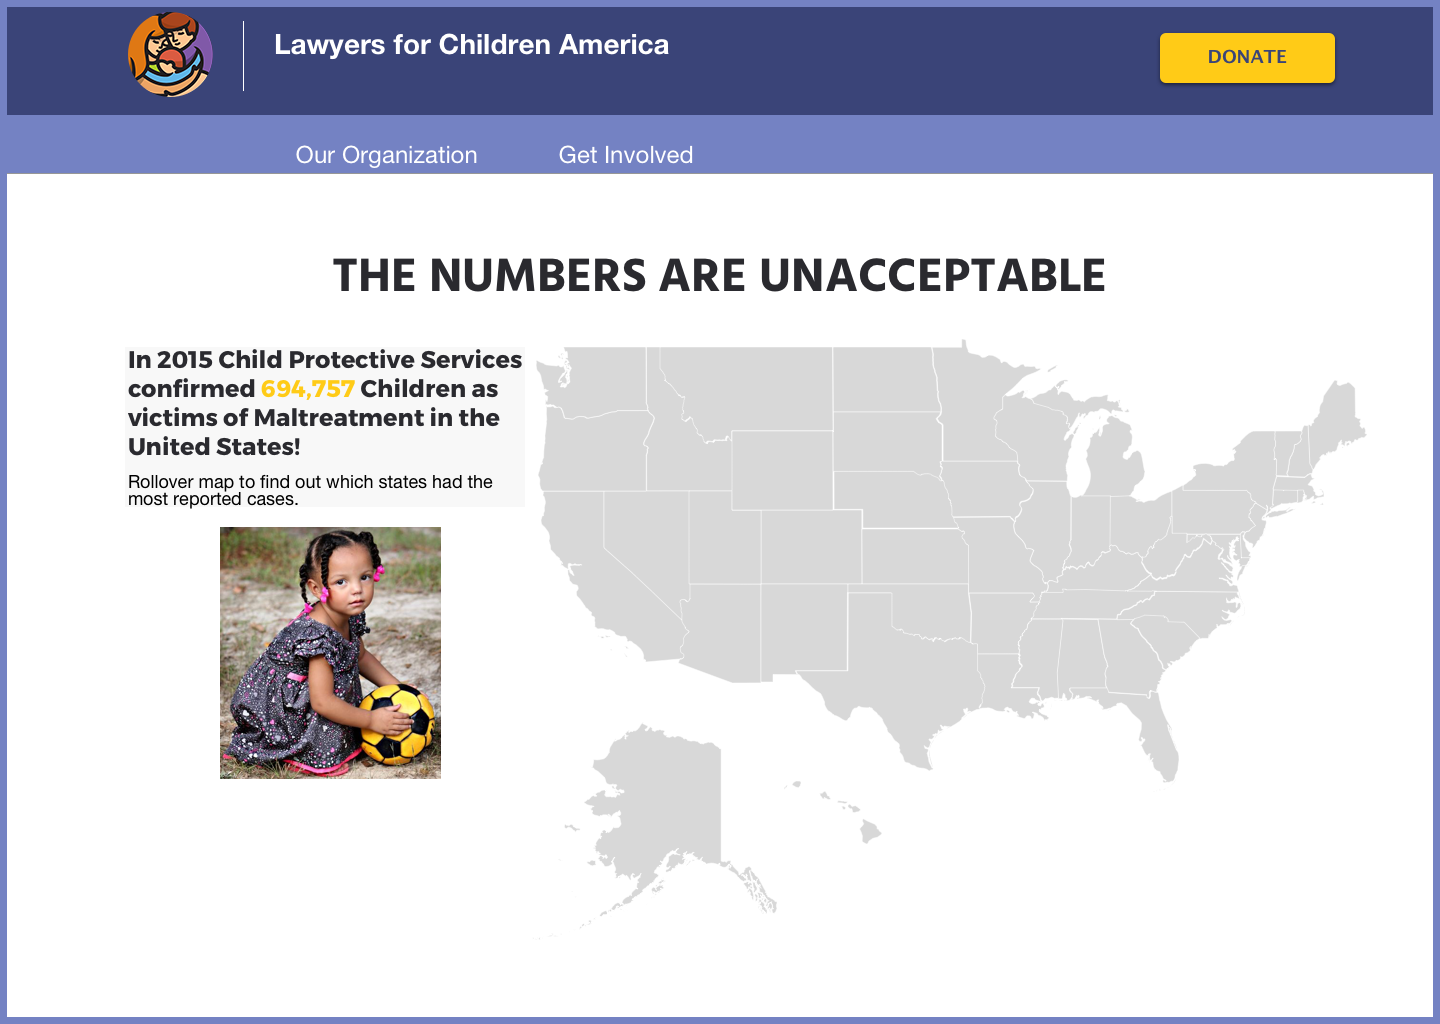 Lawyers for Children America
DONATE
Our Organization
Get Involved
THE NUMBERS ARE UNACCEPTABLE
In 2015 Child Protective Services
confirmed 694,757 Children as
victims of Maltreatment in the
United States!
Rollover map to find out which states had the
most reported cases.